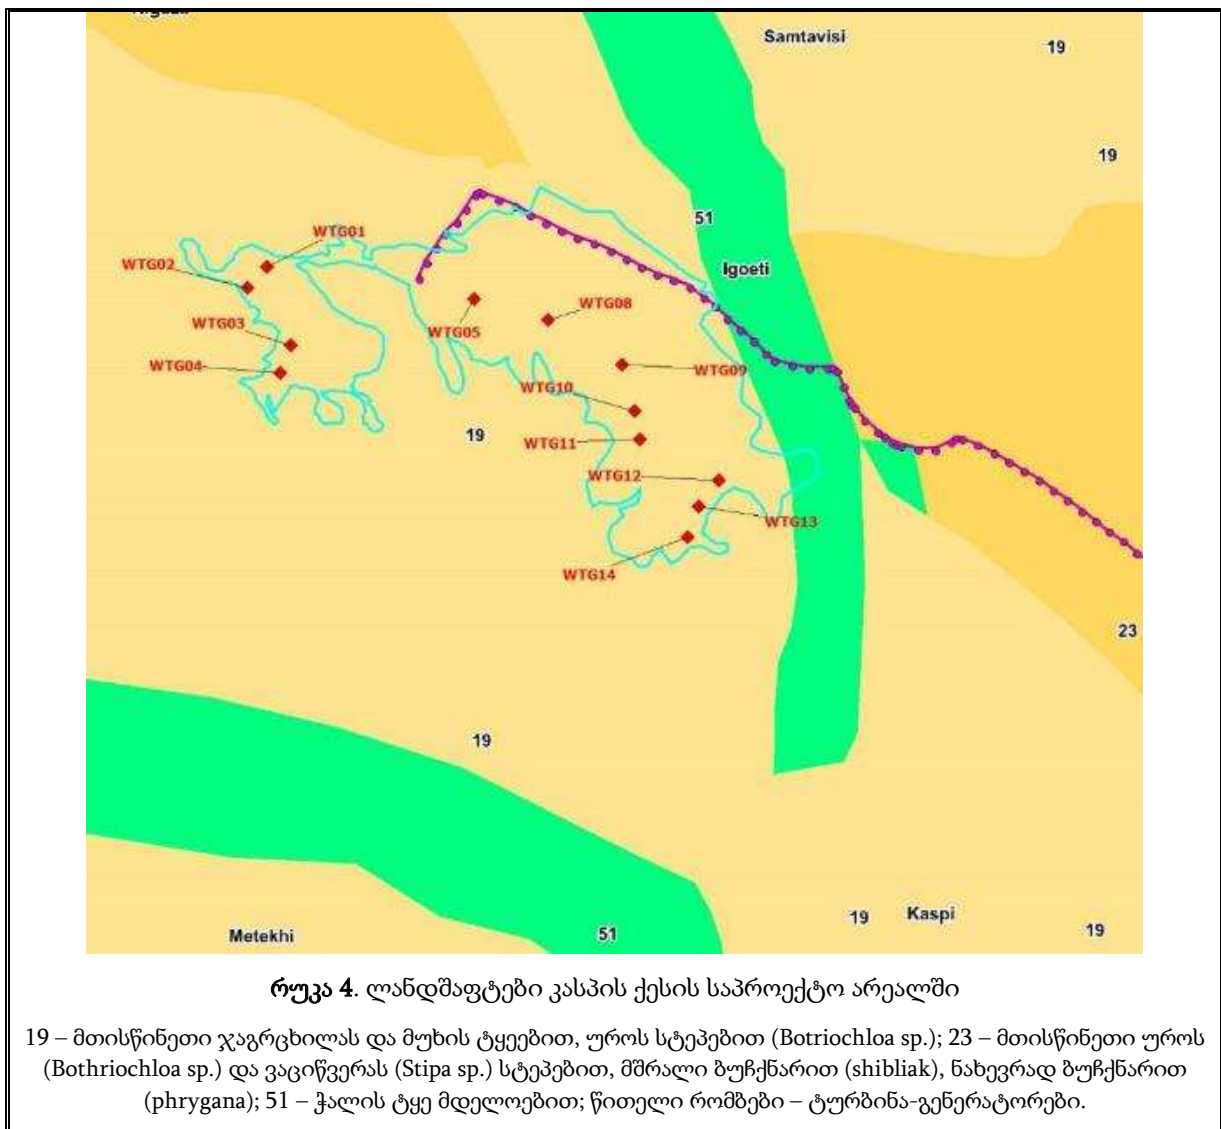 Samtavisi
19
19
51
WTG01
WTG02
Igoeti
WTG08
WTG03
WTG05
WTG04
WTG09
WTG10
19
WTG11
WTG12
WTG13
WTG14
23
19
19
Kaspi
Metekhi
51
19
რუკა 4. ლანდშაფტები კასპის ქესის საპროექტო არეალში
19 – მთისწინეთი ჯაგრცხილას და მუხის ტყეებით, უროს სტეპებით (Botriochloa sp.); 23 – მთისწინეთი უროს
(Bothriochloa sp.) და ვაციწვერას (Stipa sp.) სტეპებით, მშრალი ბუჩქნარით (shibliak), ნახევრად ბუჩქნარით
(phrygana); 51 – ჭალის ტყე მდელოებით; წითელი რომბები – ტურბინა-გენერატორები.